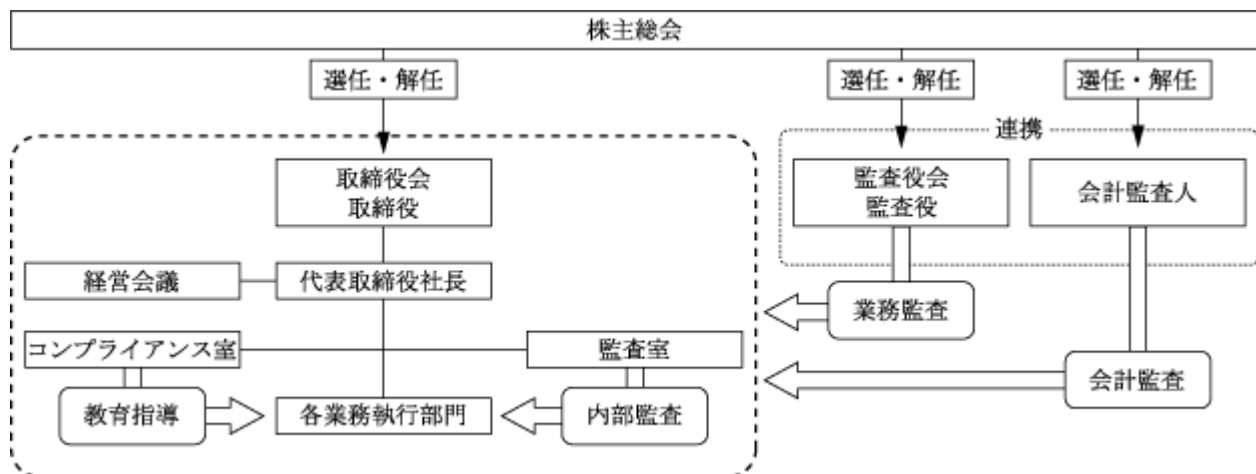 株主総会
選任・解任
選任・解任
選任・解任
連携
取締役会
取締役
監査役会
監査役
会計監査人
経営会議
代表取締役社長
業務監査
コンプライアンス室
監査室
会計監査
教育指導
各業務執行部門
内部監査